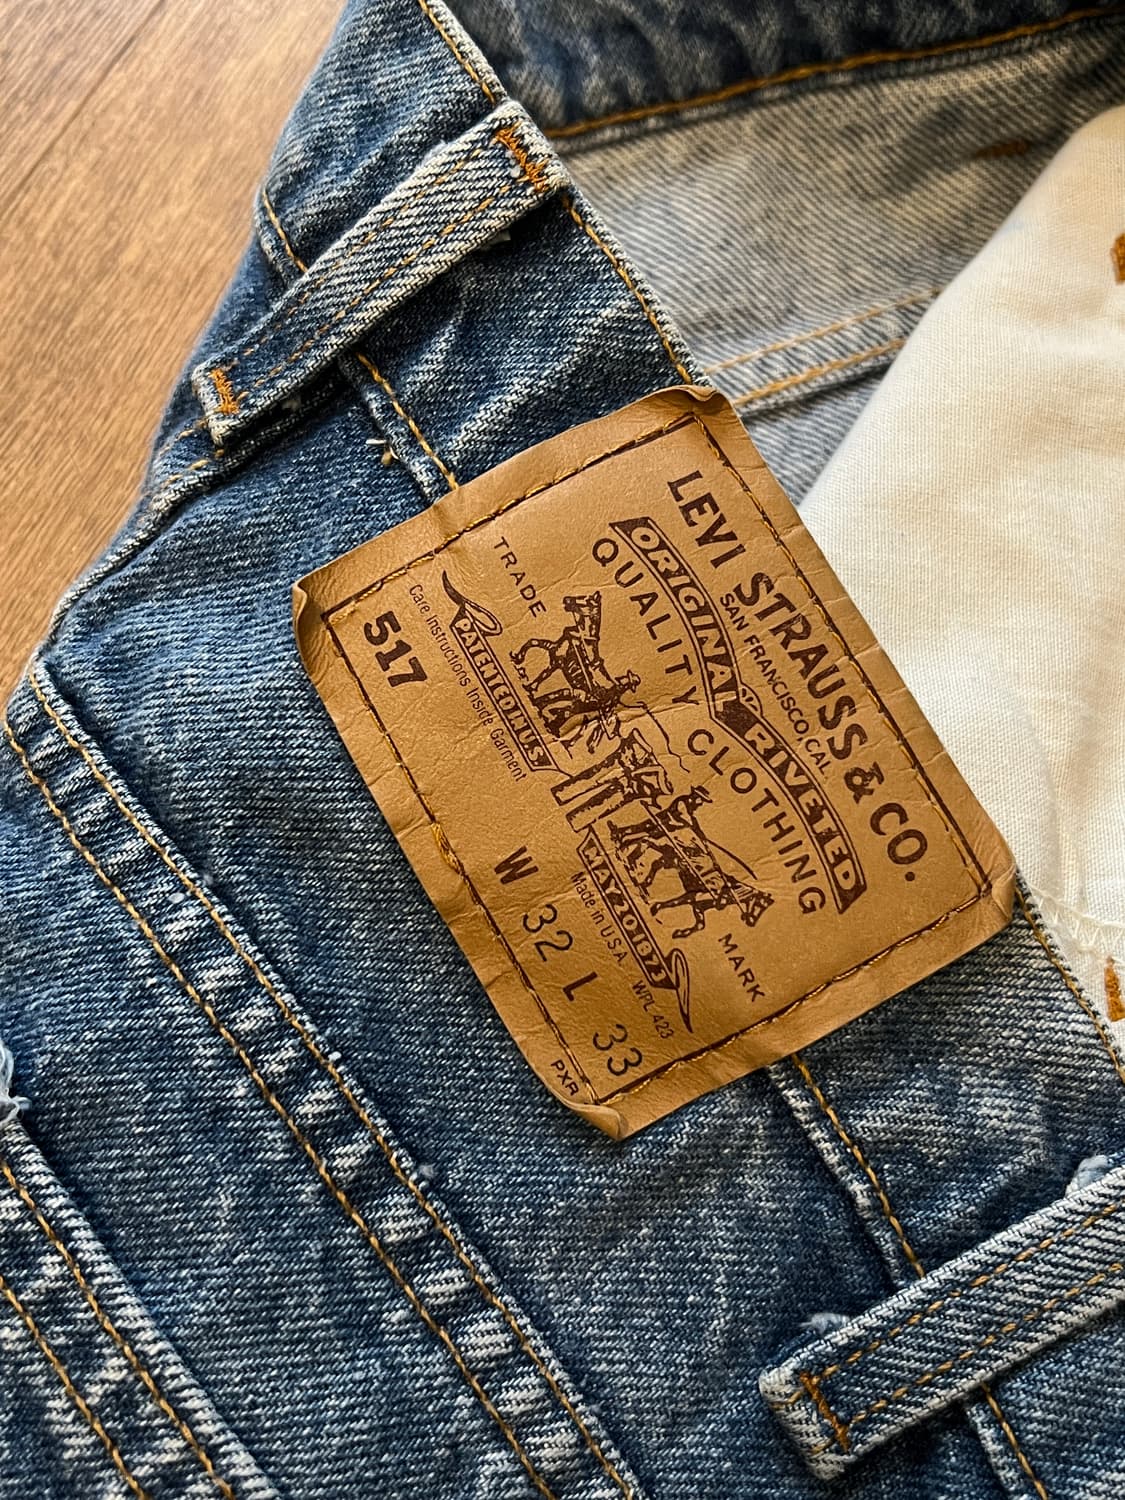 LEVI STRAUSS & CO.
SAN FRANCISCO, CAL.
ORIGINAL RIVETED
QUALITY CLOTHING
TRADE MARK
PATENTED IN U.S.
MAY 20 1873
Care Instructions Inside Garment
Made in U.S.A. WPL 423
517 W 32 L 33
PXR